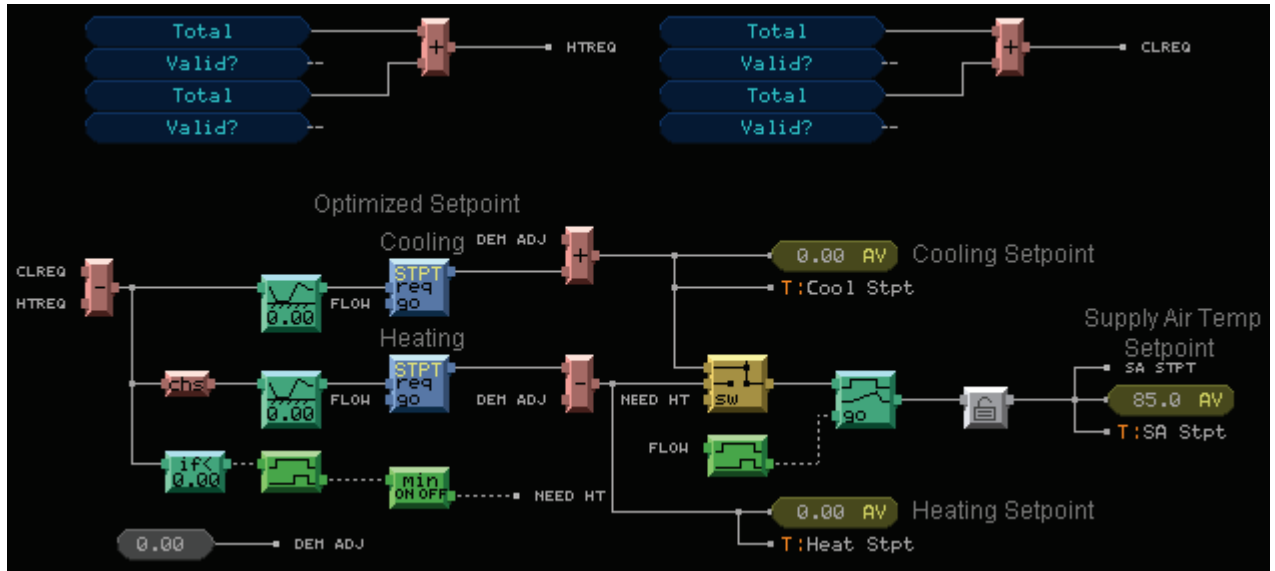 Total
Valid?
Total
Valid?
+
HTREQ
Total
Valid?
Total
Valid?
+
CLREQ
Optimized Setpoint
Cooling
DEM ADJ
+
0.00 AV
Cooling Setpoint
CLREQ
HTREQ
-
0.00
FLOW
STPT
req
go
T:Cool Stpt
Heating
Supply Air Temp
Setpoint
SA STPT
chs
0.00
FLOW
STPT
req
go
DEM ADJ
-
NEED HT
sw
go
85.0 AV
T:SA Stpt
FLOW
if<
0.00
min
ON OFF
NEED HT
0.00 AV
Heating Setpoint
0.00
DEM ADJ
T:Heat Stpt